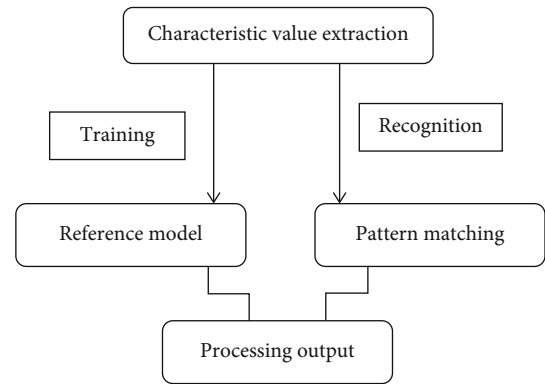 Characteristic value extraction
Training
Recognition
Reference model
Pattern matching
Processing output